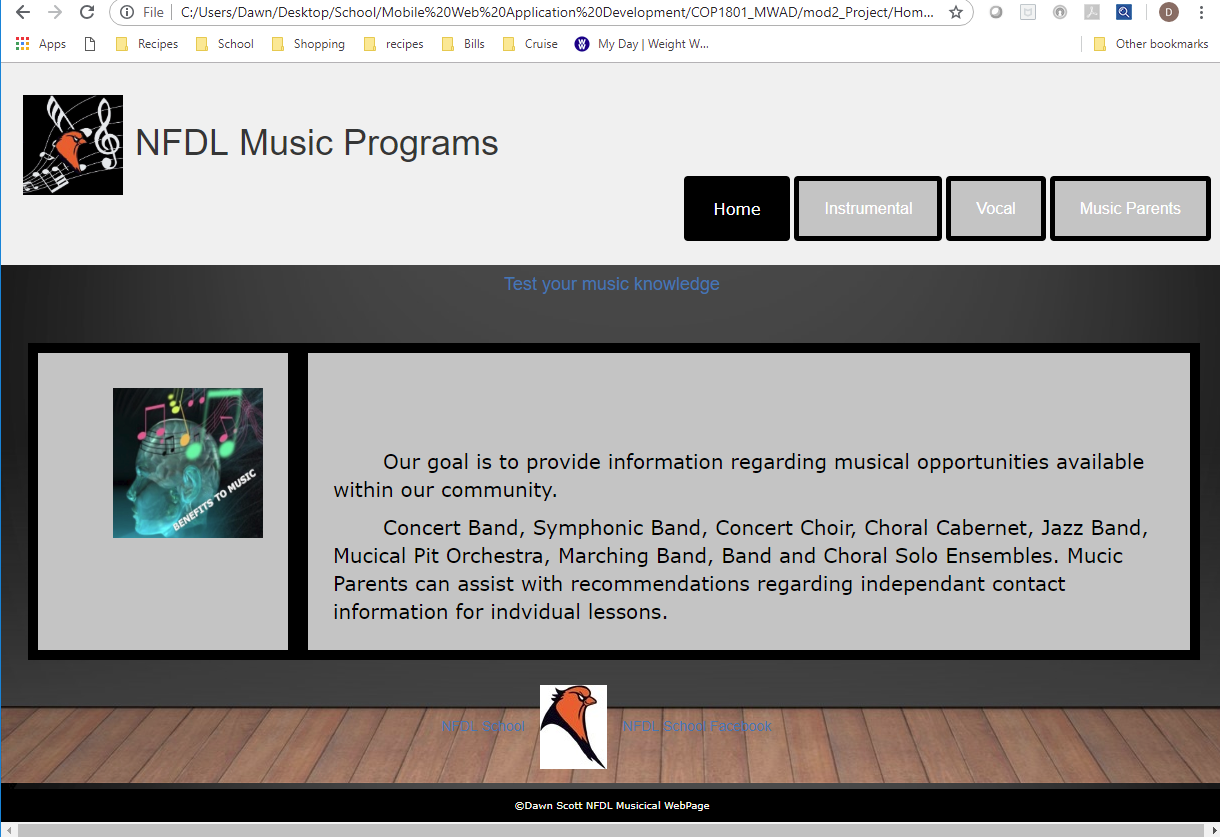 File
C:/Users/Dawn/Desktop/School/Mobile%20Web%20Application%20Development/COP1801_MWAD/mod2_Project/Hom...
D
Apps
Recipes
School
Shopping
recipes
Bills
Cruise
W
My Day | Weight W...
Other bookmarks
NFDL Music Programs
Home
Instrumental
Vocal
Music Parents
Test your music knowledge
BENEFITS TO MUSIC
Our goal is to provide information regarding musical opportunities available
within our community.
Concert Band, Symphonic Band, Concert Choir, Choral Cabernet, Jazz Band,
Mucical Pit Orchestra, Marching Band, Band and Choral Solo Ensembles. Mucic
Parents can assist with recommendations regarding independant contact
information for indvidual lessons.
NFDL School
NFDL School Facebook
©Dawn Scott NFDL Musicical WebPage